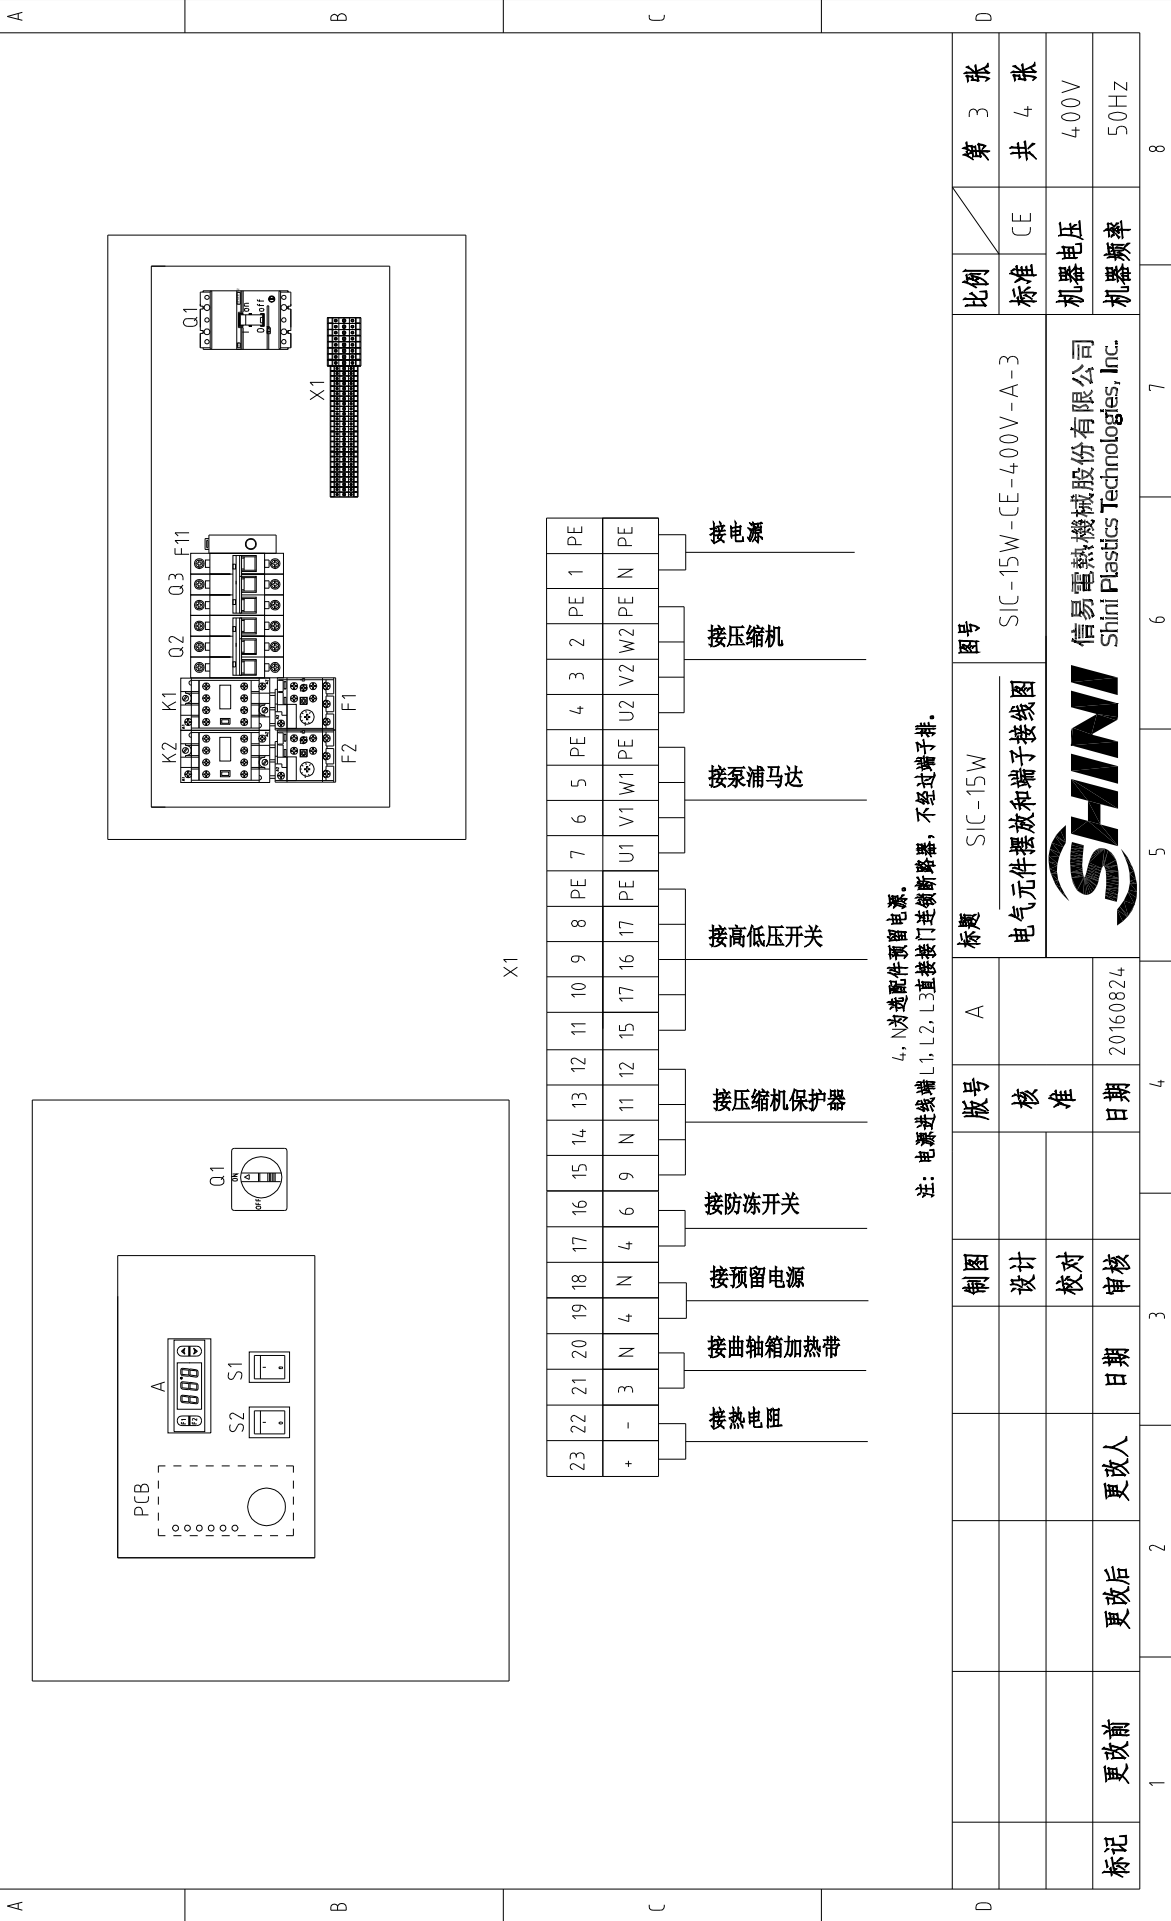 A
B
C
D
PCB
A
F1
F2
8.8.8
S2
S1
Q1
OFF
ON
K2
K1
Q2
Q3
F11
F2
F1
X1
Q1
on
off
X1
23 22 21 20 19 18 17 16 15 14 13 12 11 10 9 8 PE 7 6 5 PE 4 3 2 PE 1 PE
+ - 3 N 4 N 4 6 9 N 11 12 15 17 16 17 PE U1 V1 W1 PE U2 V2 W2 PE N PE
接热电阻
接曲轴箱加热带
接预留电源
接防冻开关
接压缩机保护器
接高低压开关
接泵浦马达
接压缩机
接电源
4, N为选配件预留电源。
注: 电源进线端L1, L2, L3直接接门连锁断路器, 不经过端子排。
标记
更改前
更改后
更改人
日期
制图
设计
校对
审核
版号
A
核
准
日期
20160824
标题
SIC-15W
电气元件摆放和端子接线图
图号
SIC-15W-CE-400V-A-3
SHINI
信易電熱機械股份有限公司
Shini Plastics Technologies, Inc.
比例
第 3 张
标准
CE
共 4 张
机器电压
400V
机器频率
50HZ
1 2 3 4 5 6 7 8
A
B
C
D